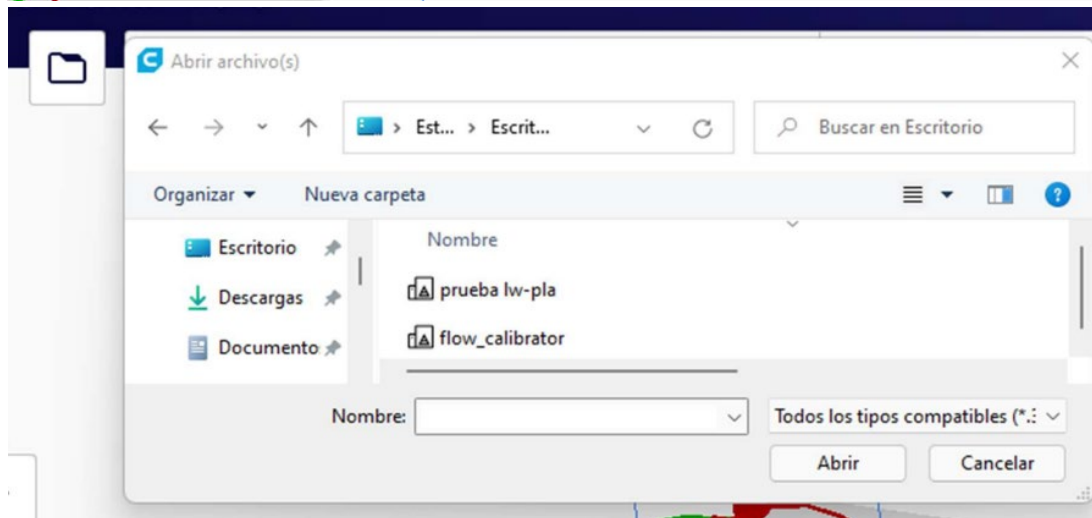 Abrir archivo(s)
Est... > Escrit...
Buscar en Escritorio
Organizar
Nueva carpeta
Escritorio
Descargas
Documento
Nombre
prueba lw-pla
flow_calibrator
Nombre:
Todos los tipos compatibles (*.:
Abrir
Cancelar